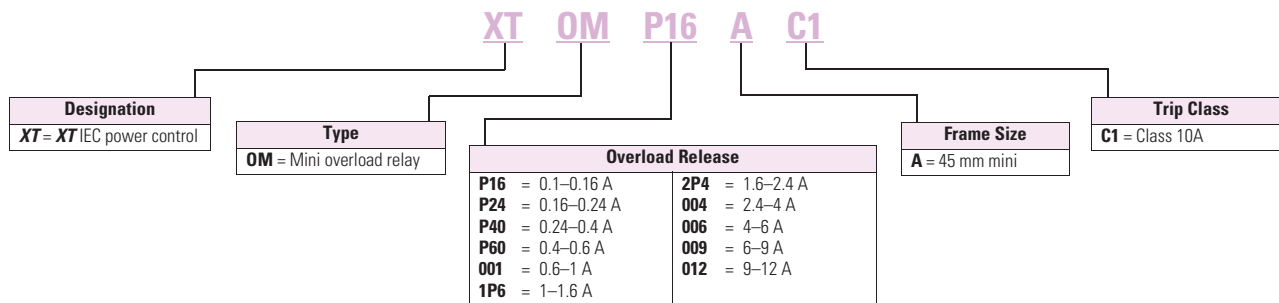 XT OM P16 A C1
Designation
XT = XT IEC power control
Type
OM = Mini overload relay
Overload Release
P16 = 0.1–0.16 A
P24 = 0.16–0.24 A
P40 = 0.24–0.4 A
P60 = 0.4–0.6 A
001 = 0.6–1 A
1P6 = 1–1.6 A
2P4 = 1.6–2.4 A
004 = 2.4–4 A
006 = 4–6 A
009 = 6–9 A
012 = 9–12 A
Frame Size
A = 45 mm mini
Trip Class
C1 = Class 10A